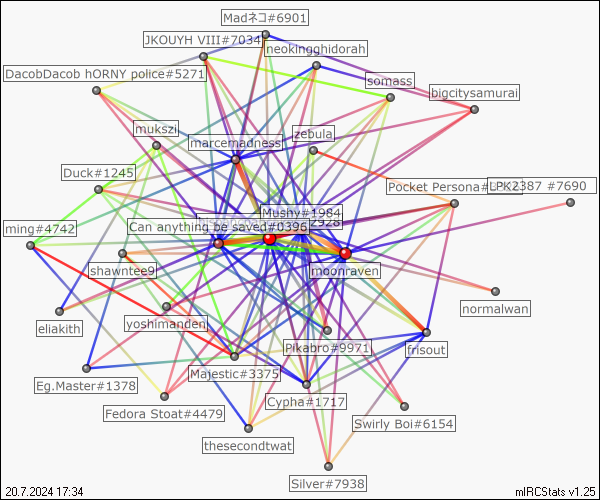 Madネコ#6901
JKOUYH VIII#7034
neokingghidorah
DacobDacob hORNY police#5271
somass
bigcitysamurai
mukszi
zebula
marcemadness
Duck#1245
Pocket Persona#
LPK2387 #7690
Mushy#1984
ming#4742
Can anything be saved#0396
2928
shawntee9
moonraven
normalwan
eliakith
yoshimandenj
Pikabro#9971
frisout
Majestic#3375
Eg.Master#1378
Cypha#1717
Fedora Stoat#4479
Swirly Boi#6154
thesecondtwat
Silver#7938
20.7.2024 17:34
mIRCStats v1.25